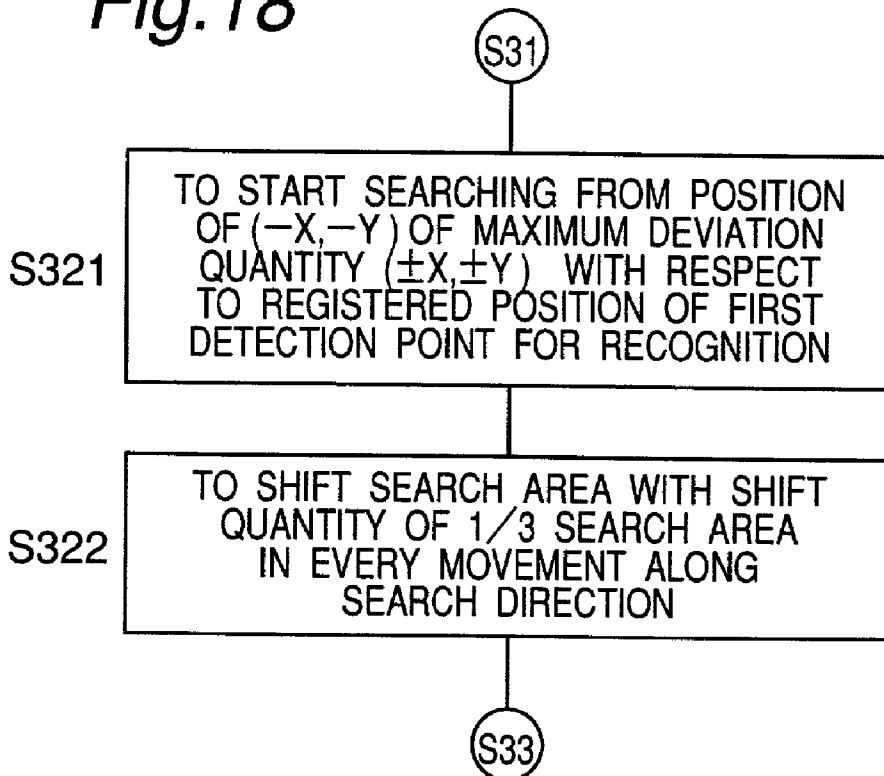 Fig. 18
S31
S321
TO START SEARCHING FROM POSITION
OF (−X,−Y) OF MAXIMUM DEVIATION
QUANTITY (±X,±Y) WITH RESPECT
TO REGISTERED POSITION OF FIRST
DETECTION POINT FOR RECOGNITION
S322
TO SHIFT SEARCH AREA WITH SHIFT
QUANTITY OF 1/3 SEARCH AREA
IN EVERY MOVEMENT ALONG
SEARCH DIRECTION
S33